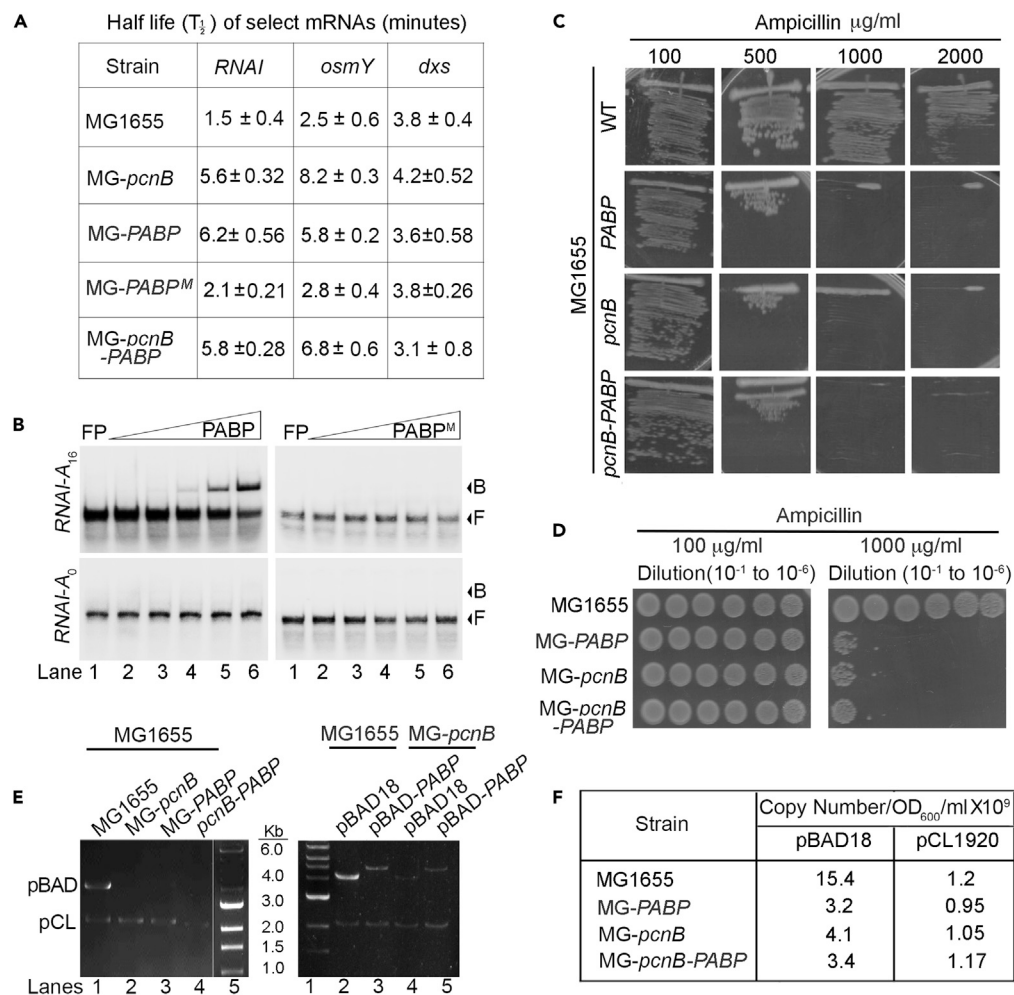 A
Half life (T½) of select mRNAs (minutes)
Strain RNAI osmY dxs
MG1655 1.5 ±0.4 2.5 ± 0.6 3.8 ± 0.4
MG-pcnB 5.6± 0.32 8.2 ± 0.3 4.2±0.52
MG-PABP 6.2± 0.56 5.8 ± 0.2 3.6±0.58
MG-PABPᴹ 2.1±0.21 2.8 ± 0.4 3.8±0.26
MG-pcnB
-PABP
5.8 ±0.28 6.8 ± 0.6 3.1 ± 0.8
B
FP PABP FP PABPᴹ
RNAI-A₁₆
B
F
RNAI-A₀
B
F
Lane 1 2 3 4 5 6 1 2 3 4 5 6
C
Ampicillin μg/ml
100 500 1000 2000
MG1655
WT
PABP
pcnB
pcnB-PABP
D
Ampicillin
100 μg/ml 1000 μg/ml
Dilution(10⁻¹ to 10⁻⁶) Dilution (10⁻¹ to 10⁻⁶)
MG1655
MG-PABP
MG-pcnB
MG-pcnB
-PABP
E
MG1655
MG1655
MG-pcnB
MG-PABP
pcnB-PABP
MG1655 MG-pcnB
pBAD18
pBAD-PABP
pBAD18
pBAD-PABP
Kb
6.0
4.0
3.0
2.0
1.5
1.0
pBAD
pCL
Lanes 1 2 3 4 5 1 2 3 4 5
F
Strain
Copy Number/OD₆₀₀/mlX10⁹
pBAD18 pCL1920
MG1655 15.4 1.2
MG-PABP 3.2 0.95
MG-pcnB 4.1 1.05
MG-pcnB-PABP 3.4 1.17